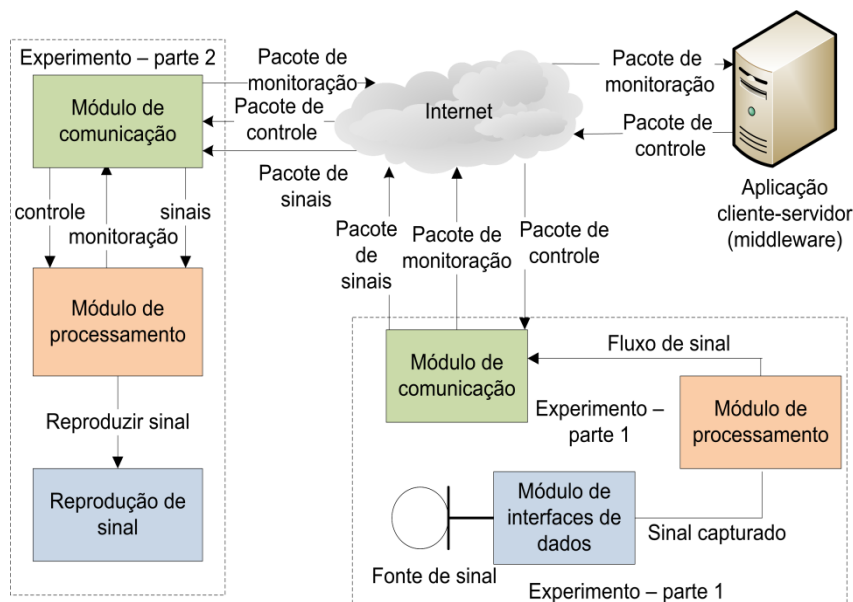 Experimento – parte 2
Módulo de
comunicação
controle
sinais
monitoração
Módulo de
processamento
Reproduzir sinal
Reprodução de
sinal
Pacote de
monitoração
Pacote de
controle
Pacote de
sinais
Internet
Pacote de
monitoração
Pacote de
controle
Aplicação
cliente-servidor
(middleware)
Pacote
de
sinais
Pacote de
monitoração
Pacote de
controle
Módulo de
comunicação
Fluxo de sinal
Experimento –
parte 1
Módulo de
processamento
Fonte de sinal
Módulo de
interfaces de
dados
Sinal capturado
Experimento – parte 1